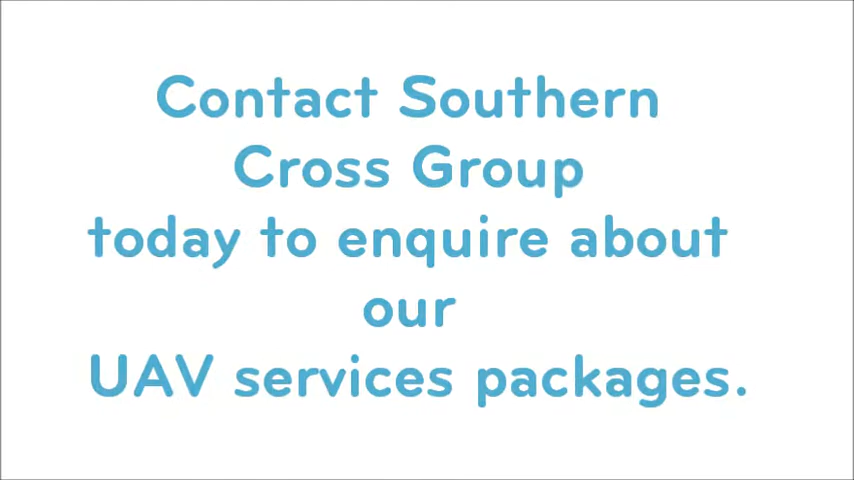 Contact Southern
Cross Group
today to enquire about
our
UAV services packages.